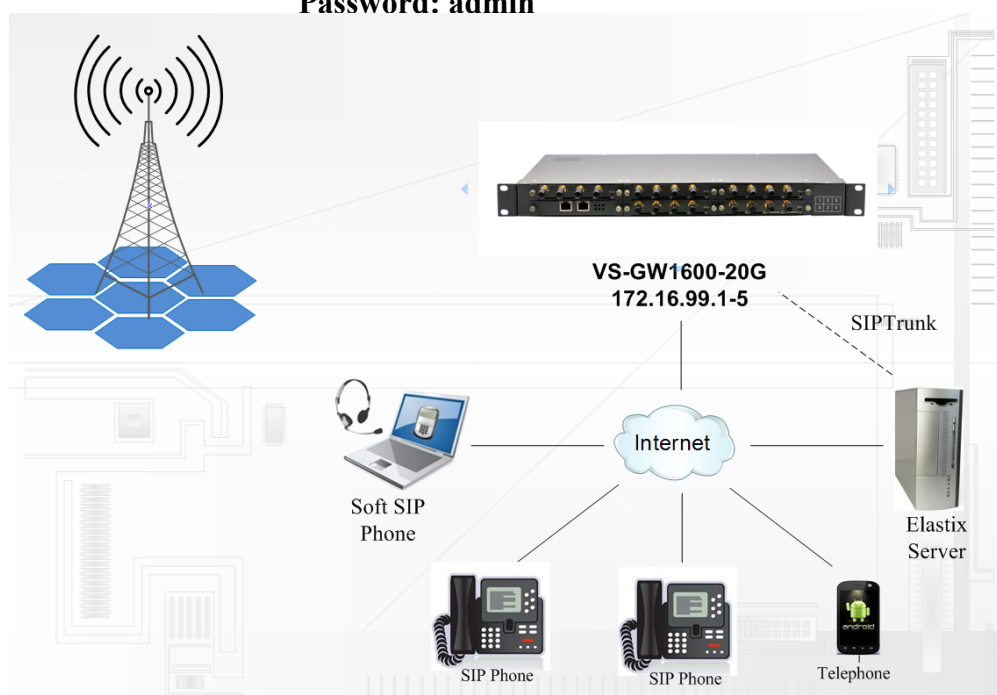 Password: admin
VS-GW1600-20G
172.16.99.1-5
SIPTrunk
Internet
Soft SIP
Phone
Elastix
Server
android
SIP Phone
SIP Phone
Telephone